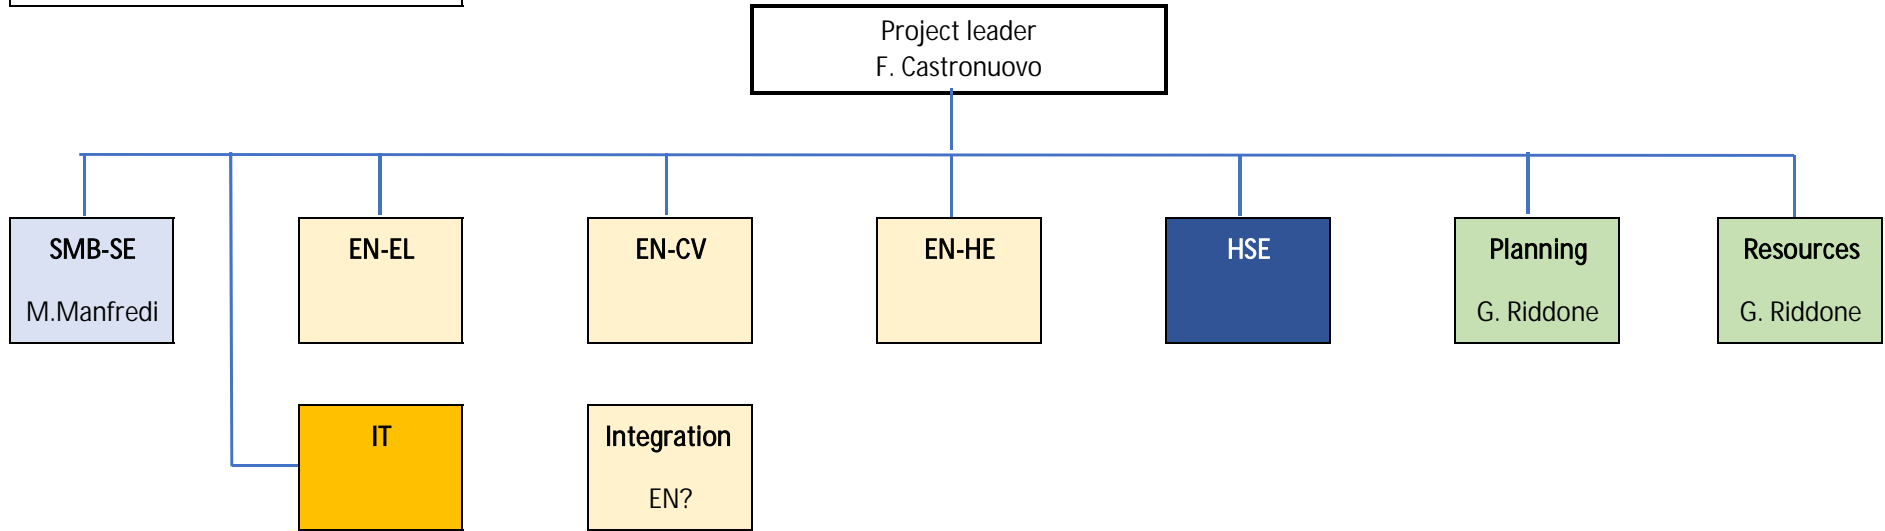 Project leader
F. Castronuovo
SMB-SE
M.Manfredi
EN-EL
EN-CV
EN-HE
HSE
Planning
G. Riddone
Resources
G. Riddone
IT
Integration
EN?